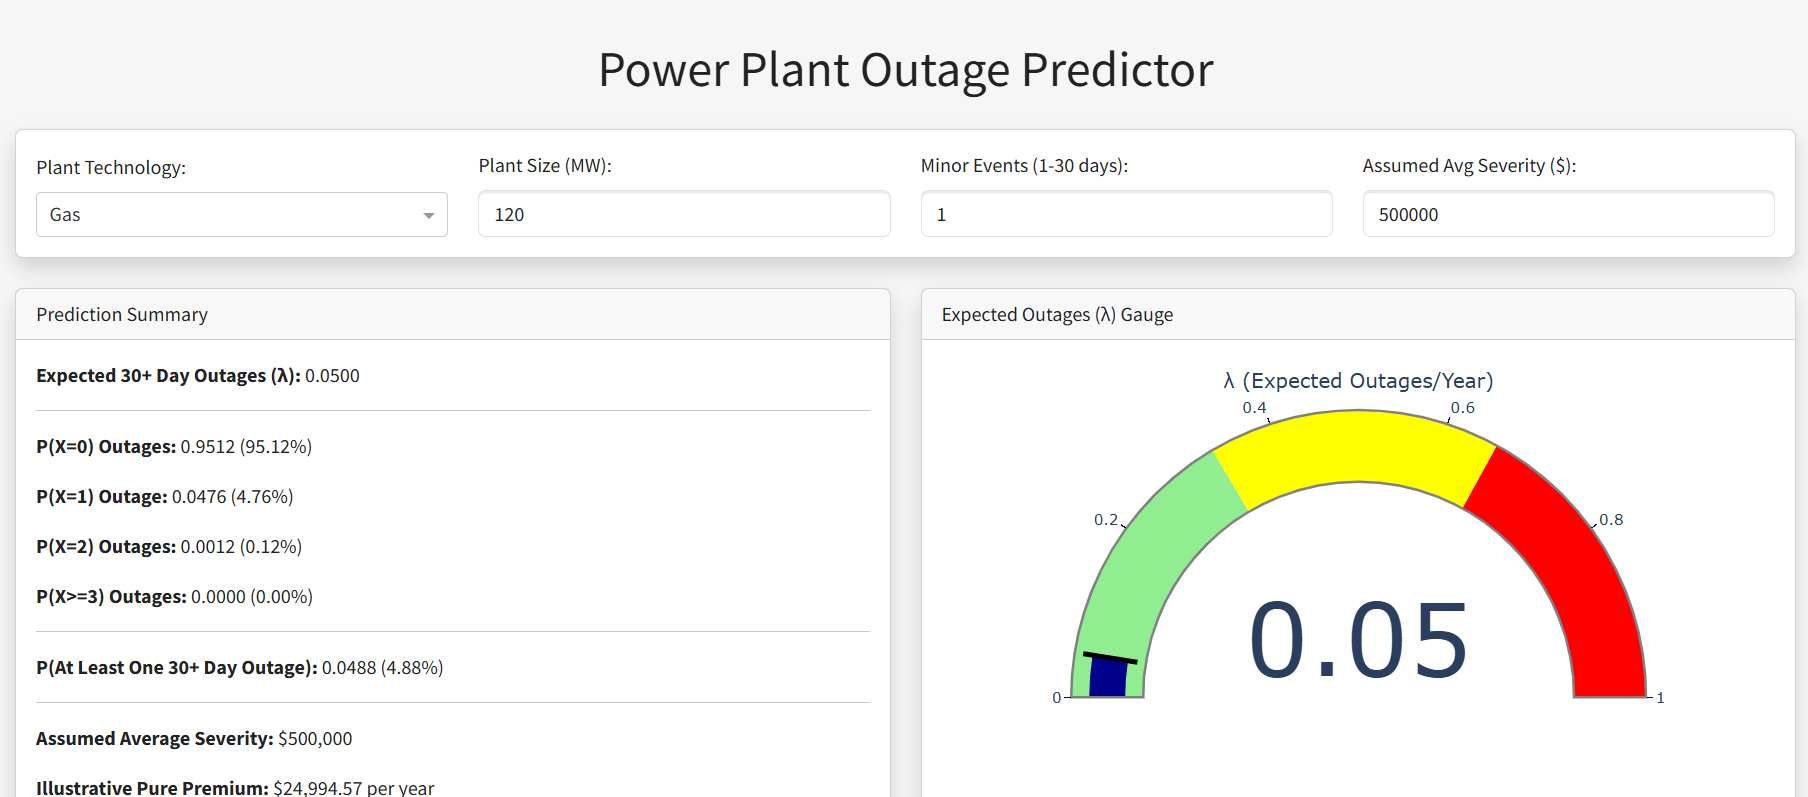 Power Plant Outage Predictor
Plant Technology:
Gas
Plant Size (MW):
120
Minor Events (1-30 days):
1
Assumed Avg Severity ($):
500000
Prediction Summary
Expected 30+ Day Outages (λ): 0.0500
P(X=0) Outages: 0.9512 (95.12%)
P(X=1) Outage: 0.0476 (4.76%)
P(X=2) Outages: 0.0012 (0.12%)
P(X>=3) Outages: 0.0000 (0.00%)
P(At Least One 30+ Day Outage): 0.0488 (4.88%)
Assumed Average Severity: $500,000
Illustrative Pure Premium: $24,994.57 per year
Expected Outages (λ) Gauge
λ (Expected Outages/Year)
0
0.2
0.4
0.6
0.8
1
0.05